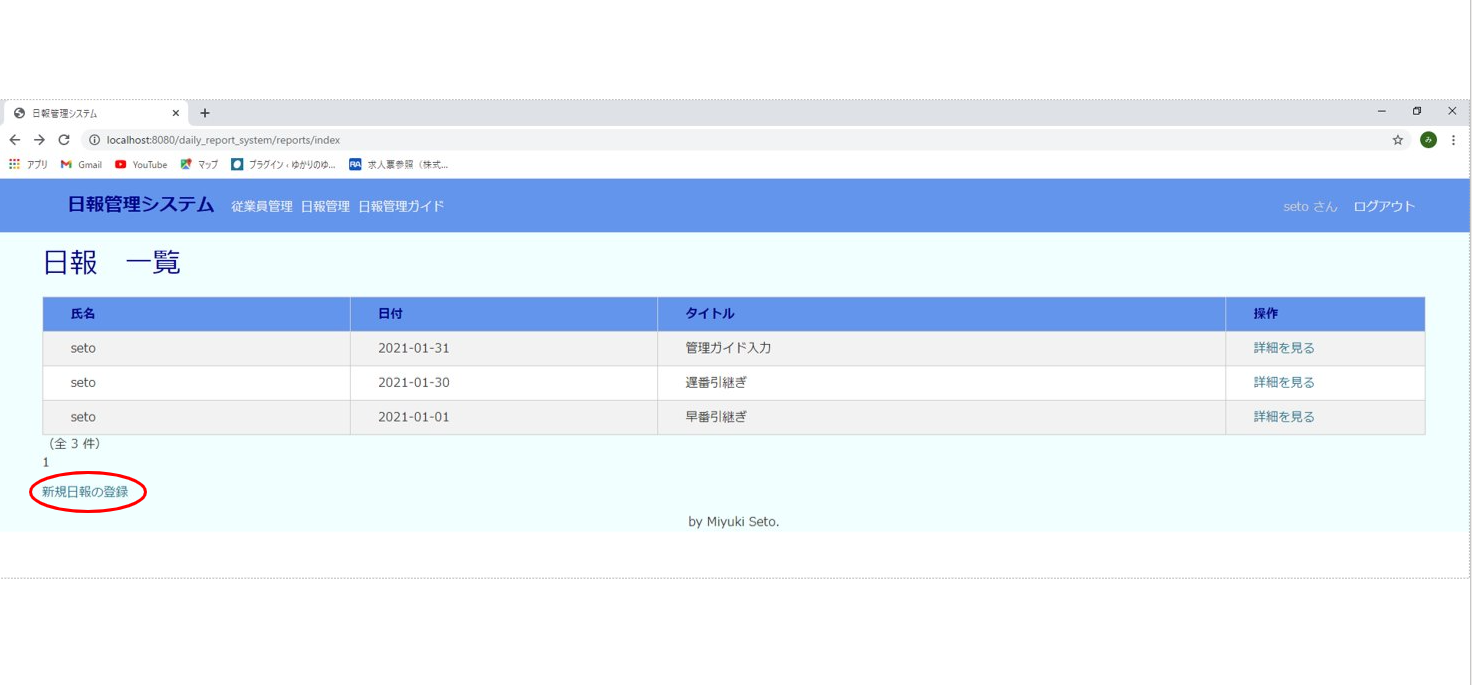 日報管理システム
localhost:8080/daily_report_system/reports/index
み
アプリ Gmail YouTube マップ プラグイン ‹ ゆかりのゆ... RA 求人票参照（株式...
日報管理システム 従業員管理 日報管理 日報管理ガイド seto さん ログアウト
日報　一覧
氏名 日付 タイトル 操作
seto 2021-01-31 管理ガイド入力 詳細を見る
seto 2021-01-30 遅番引継ぎ 詳細を見る
seto 2021-01-01 早番引継ぎ 詳細を見る
（全 3 件）
1
新規日報の登録
by Miyuki Seto.